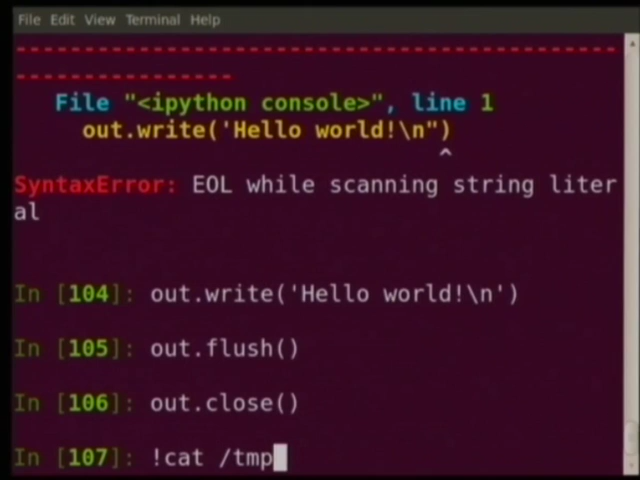 File Edit View Terminal Help
--------------------------------------------
----------------
File "<ipython console>", line 1
out.write('Hello world!\n")
^
SyntaxError: EOL while scanning string liter
al
In [104]: out.write('Hello world!\n')
In [105]: out.flush()
In [106]: out.close()
In [107]: !cat /tmp